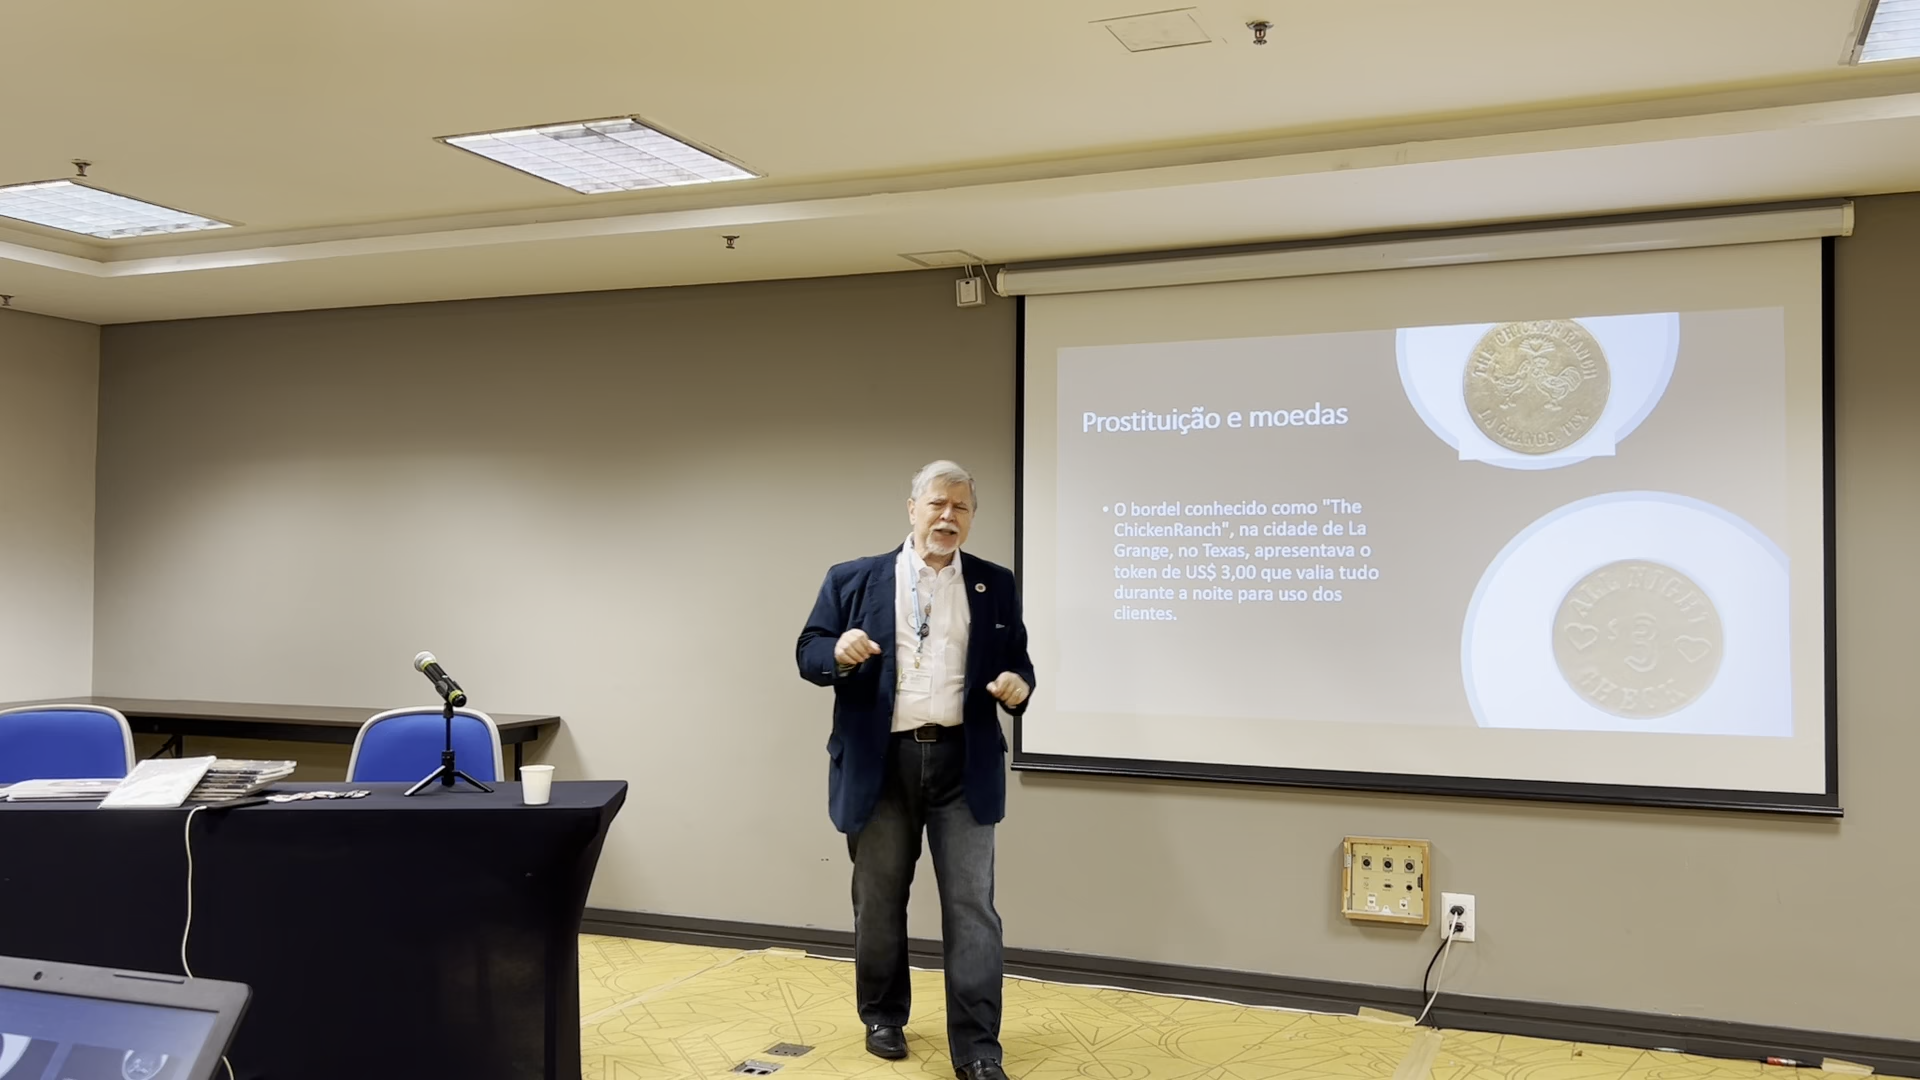 Prostituição e moedas
• O bordel conhecido como "The
ChickenRanch", na cidade de La
Grange, no Texas, apresentava o
token de US$ 3,00 que valia tudo
durante a noite para uso dos
clientes.
THE CHICKEN RANCH
LA GRANGE TEX
ALL NIGHT
$3
CHECK